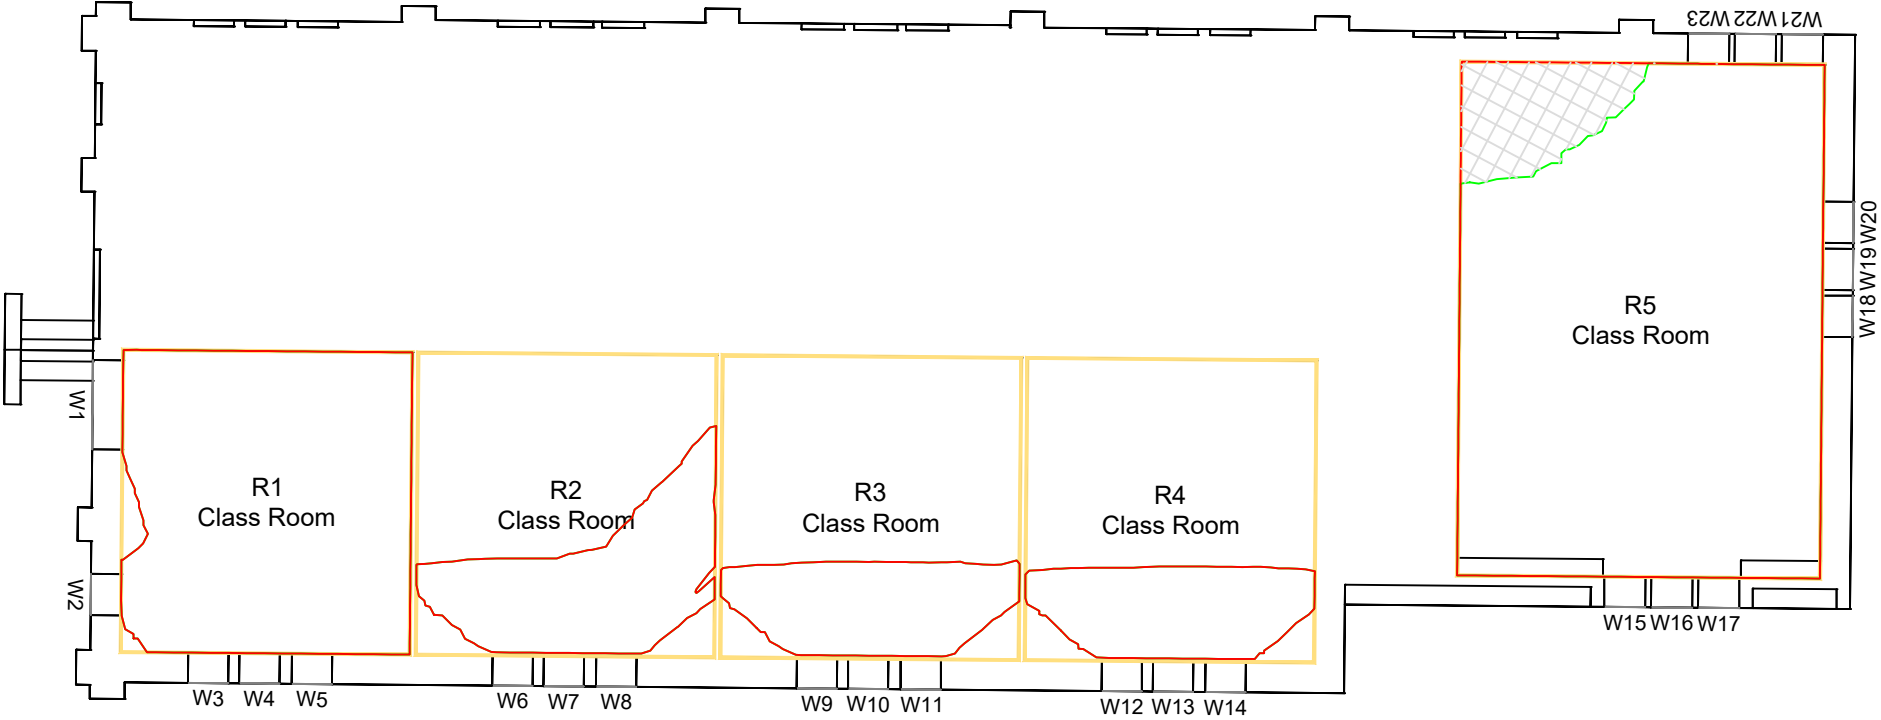 W23 W22 W21
W20
W19
W18
R5
Class Room
W1
R1
Class Room
R2
Class Room
R3
Class Room
R4
Class Room
W2
W15 W16 W17
W3 W4 W5
W6 W7 W8
W9 W10 W11
W12 W13 W14